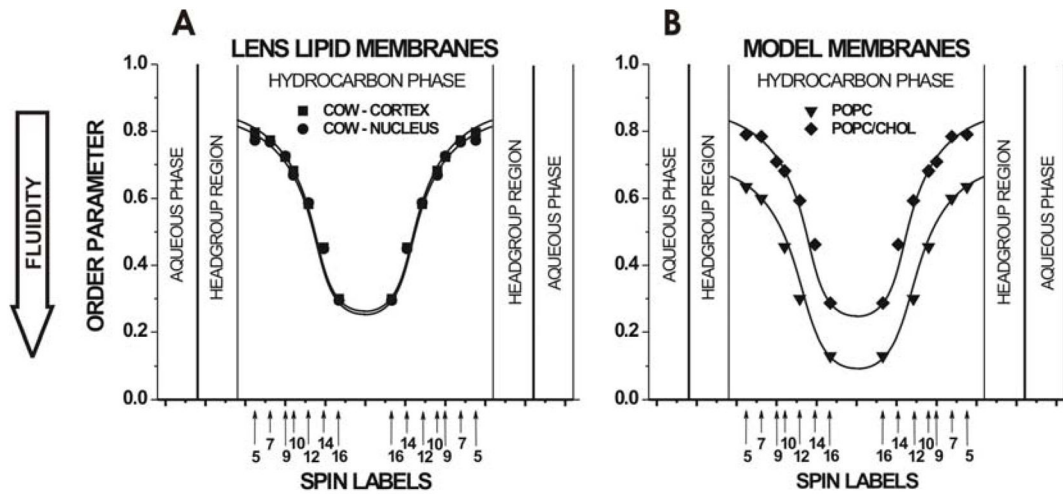 A
LENS LIPID MEMBRANES
HYDROCARBON PHASE
COW - CORTEX
COW - NUCLEUS
FLUIDITY
ORDER PARAMETER
1.0
0.8
0.6
0.4
0.2
0.0
AQUEOUS PHASE
HEADGROUP REGION
HEADGROUP REGION
AQUEOUS PHASE
5 7 9 10 12 14 16 16 14 12 10 9 7 5
SPIN LABELS
B
MODEL MEMBRANES
HYDROCARBON PHASE
POPC
POPC/CHOL
1.0
0.8
0.6
0.4
0.2
0.0
AQUEOUS PHASE
HEADGROUP REGION
HEADGROUP REGION
AQUEOUS PHASE
5 7 9 10 12 14 16 16 14 12 10 9 7 5
SPIN LABELS